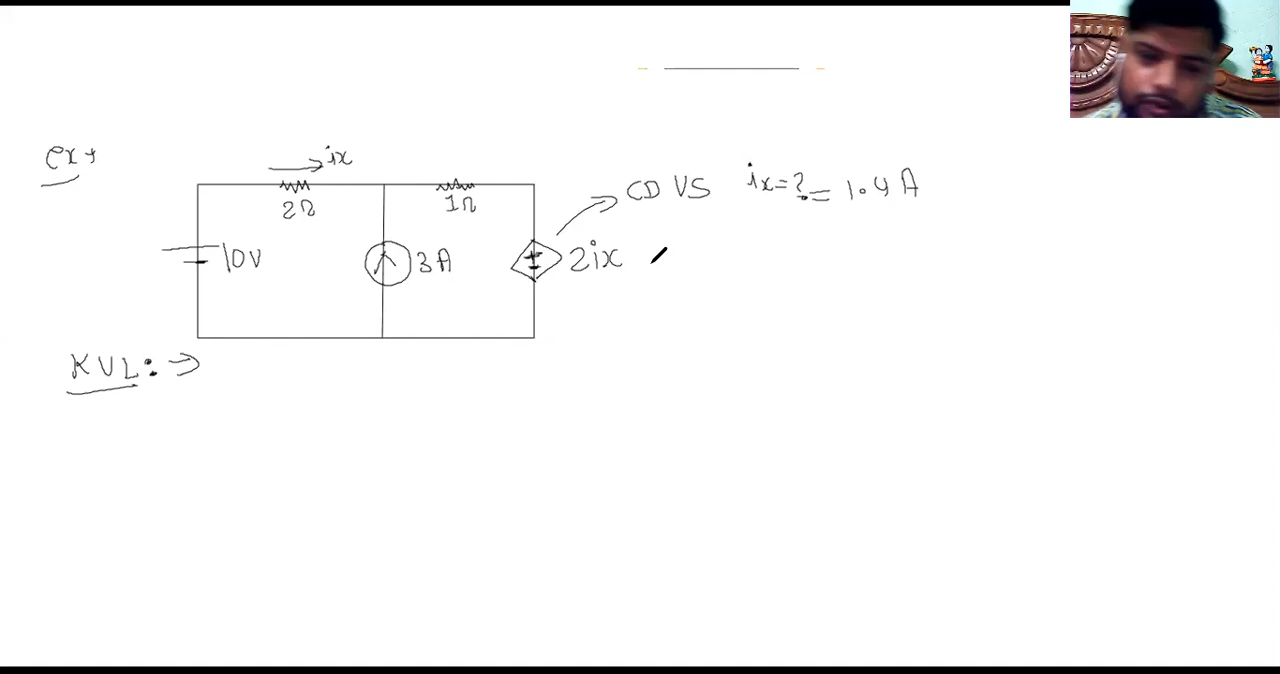 ex+
ix
2Ω
1Ω
CD VS
ix=?= 1.4 A
10V
3A
2ix
KVL:→